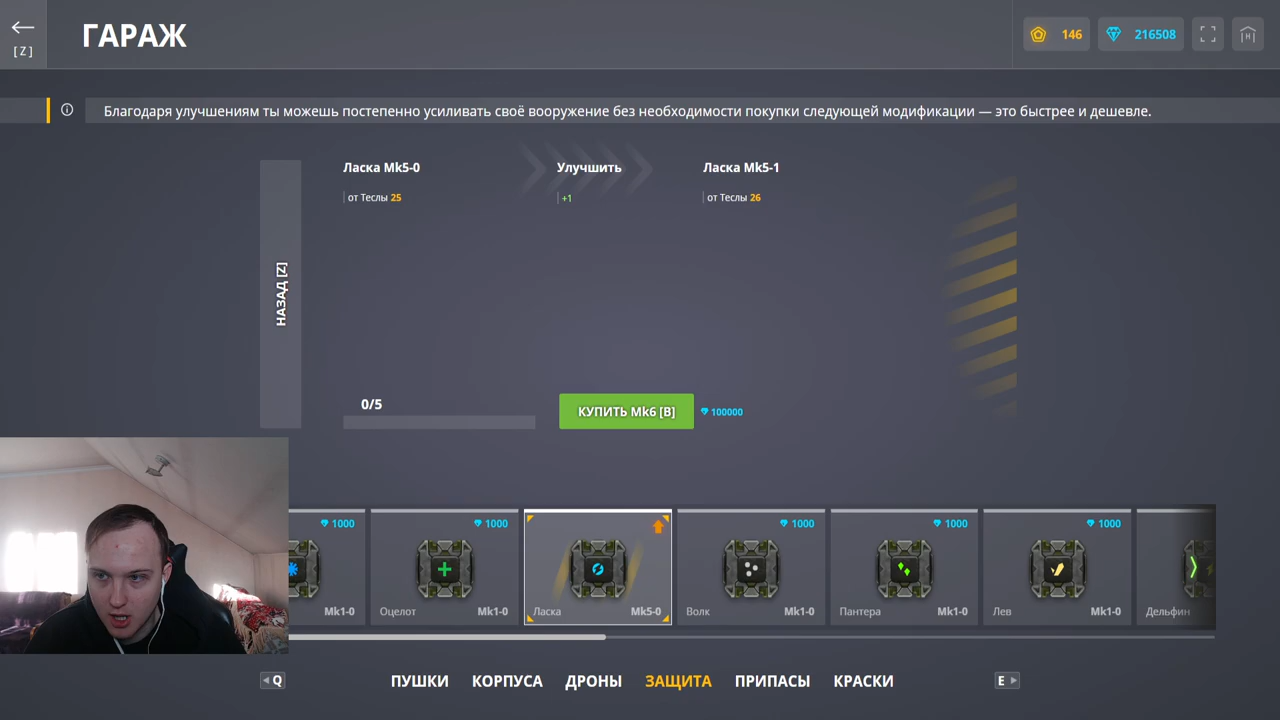 ГАРАЖ
[Z]
146
216508
Благодаря улучшениям ты можешь постепенно усиливать своё вооружение без необходимости покупки следующей модификации — это быстрее и дешевле.
Ласка Mk5-0
Улучшить
Ласка Mk5-1
от Теслы 25
+1
от Теслы 26
НАЗАД [Z]
0/5
КУПИТЬ Mk6 [B]
100000
1000
1000
1000
1000
1000
Mk1-0
Оцелот Mk1-0
Ласка Mk5-0
Волк Mk1-0
Пантера Mk1-0
Лев Mk1-0
Дельфин
Q
ПУШКИ
КОРПУСА
ДРОНЫ
ЗАЩИТА
ПРИПАСЫ
КРАСКИ
E